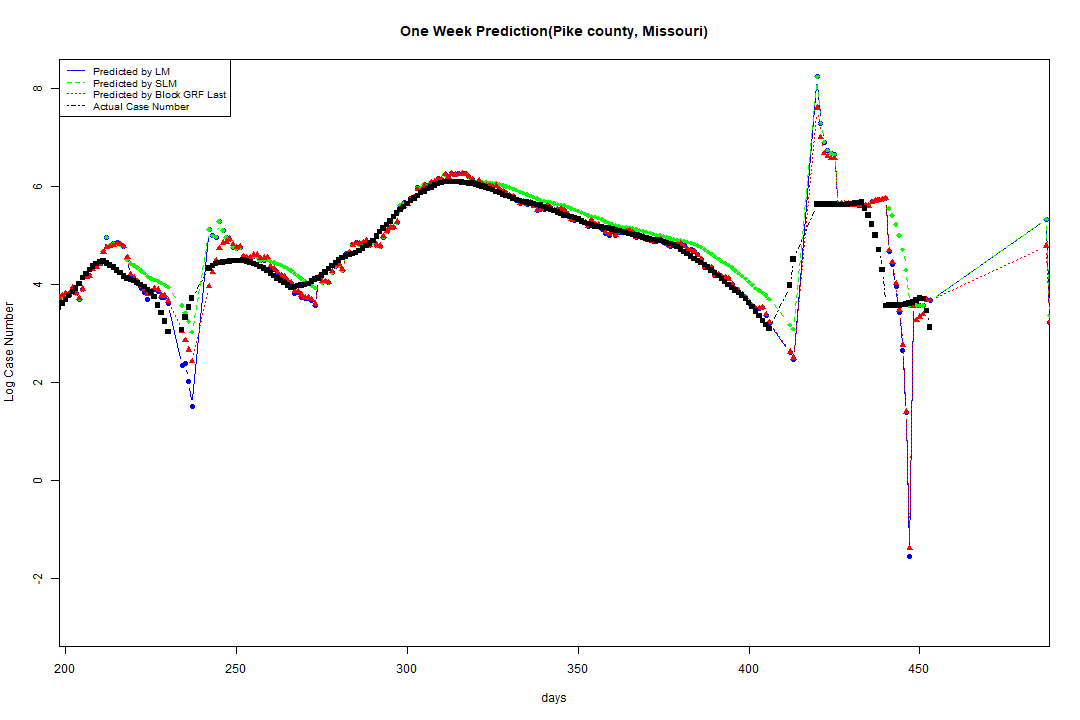 One Week Prediction(Pike county, Missouri)
Predicted by LM
Predicted by SLM
Predicted by Block GRF Last
Actual Case Number
8
6
4
2
0
-2
Log Case Number
200
250
300
350
400
450
days